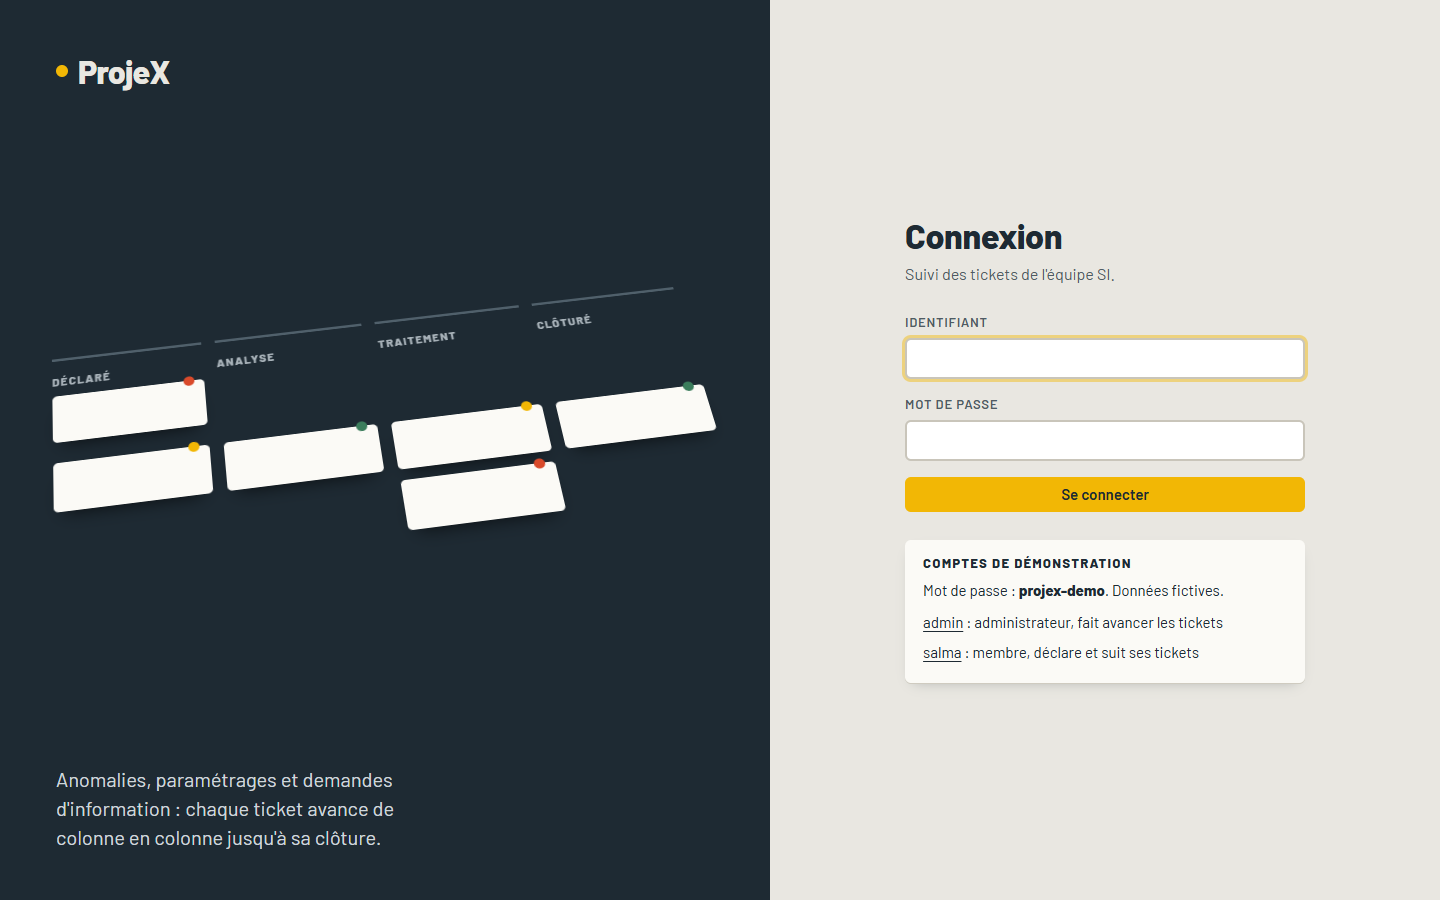 ProjeX
DÉCLARÉ
ANALYSE
TRAITEMENT
CLÔTURÉ
Anomalies, paramétrages et demandes
d'information : chaque ticket avance de
colonne en colonne jusqu'à sa clôture.
Connexion
Suivi des tickets de l'équipe SI.
IDENTIFIANT
MOT DE PASSE
Se connecter
COMPTES DE DÉMONSTRATION
Mot de passe : projex-demo. Données fictives.
admin : administrateur, fait avancer les tickets
salma : membre, déclare et suit ses tickets